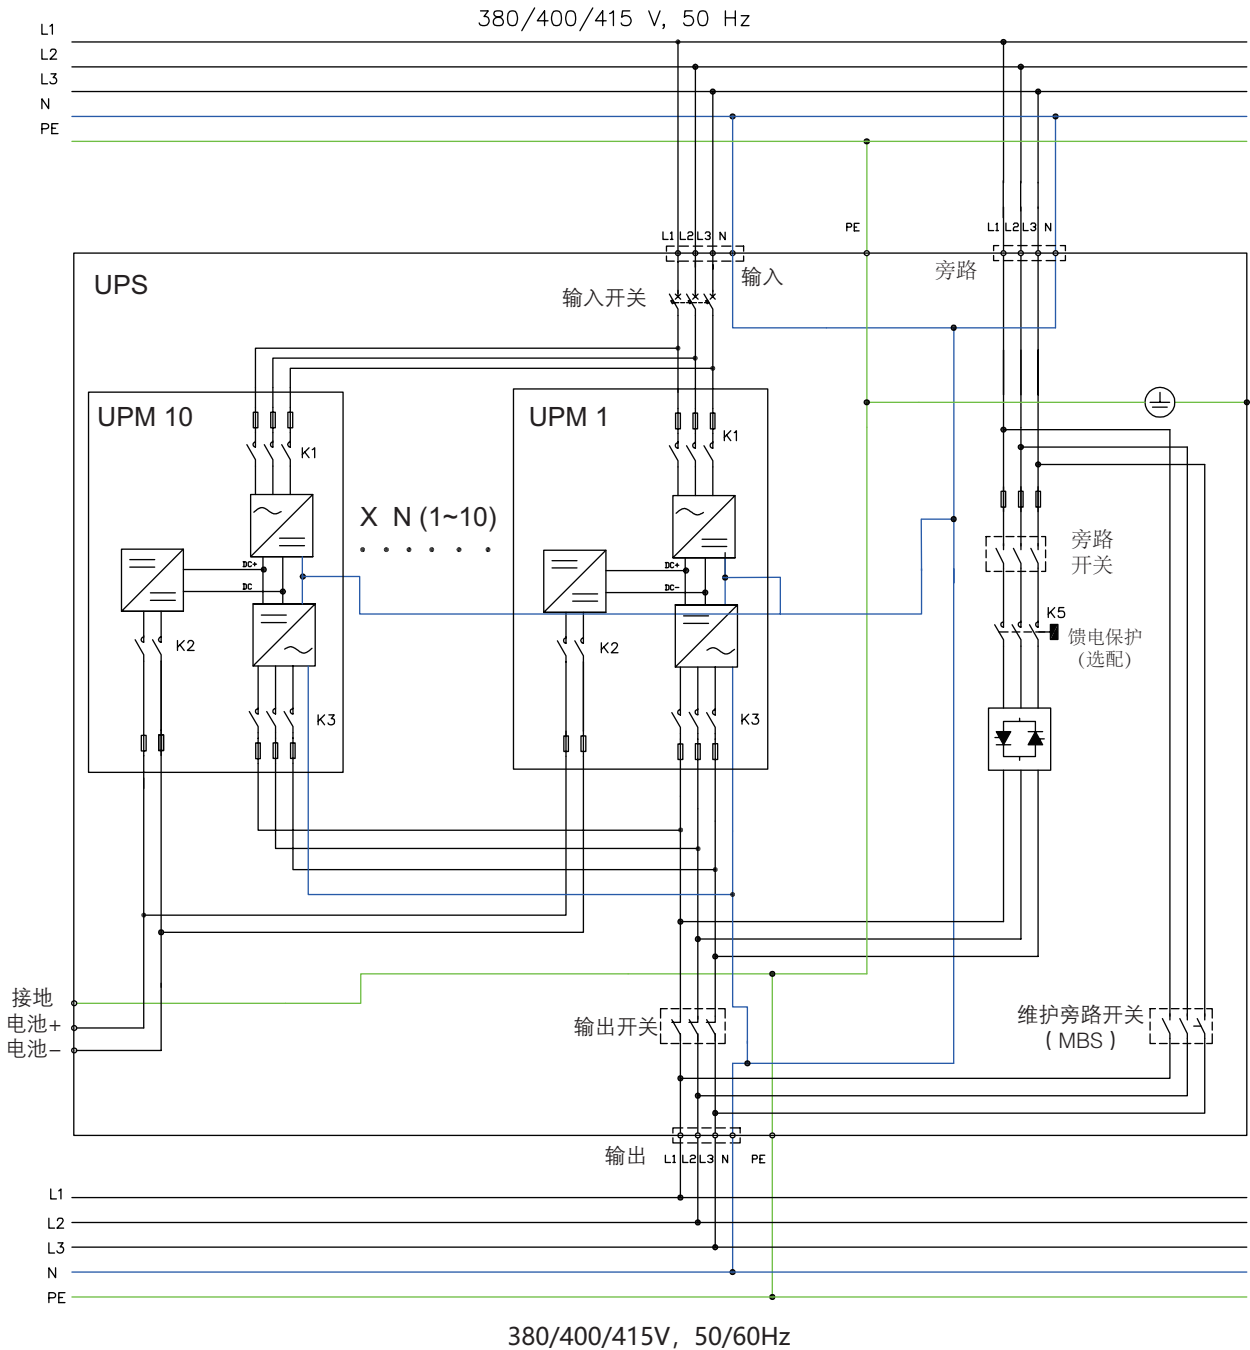 380/400/415 V, 50 Hz
L1
L2
L3
N
PE
L1 L2 L3 N
PE
L1 L2 L3 N
输入
旁路
UPS
输入开关
UPM 10
UPM 1
K1
K1
X N (1~10)
旁路
开关
DC+
DC
DC+
DC-
K5
馈电保护
(选配)
K2
K2
K3
K3
接地
电池+
电池-
输出开关
维护旁路开关
( MBS )
输出
L1 L2 L3 N PE
L1
L2
L3
N
PE
380/400/415V, 50/60Hz